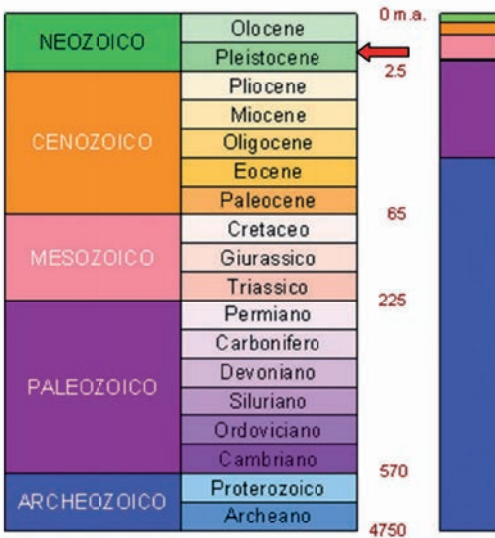 0 m.a.
NEOZOICO
Olocene
Pleistocene
2.5
CENOZOICO
Pliocene
Miocene
Oligocene
Eocene
Paleocene
65
MESOZOICO
Cretaceo
Giurassico
Triassico
225
PALEOZOICO
Permiano
Carbonifero
Devoniano
Siluriano
Ordoviciano
Cambriano
570
ARCHEOZOICO
Proterozoico
Archeano
4750